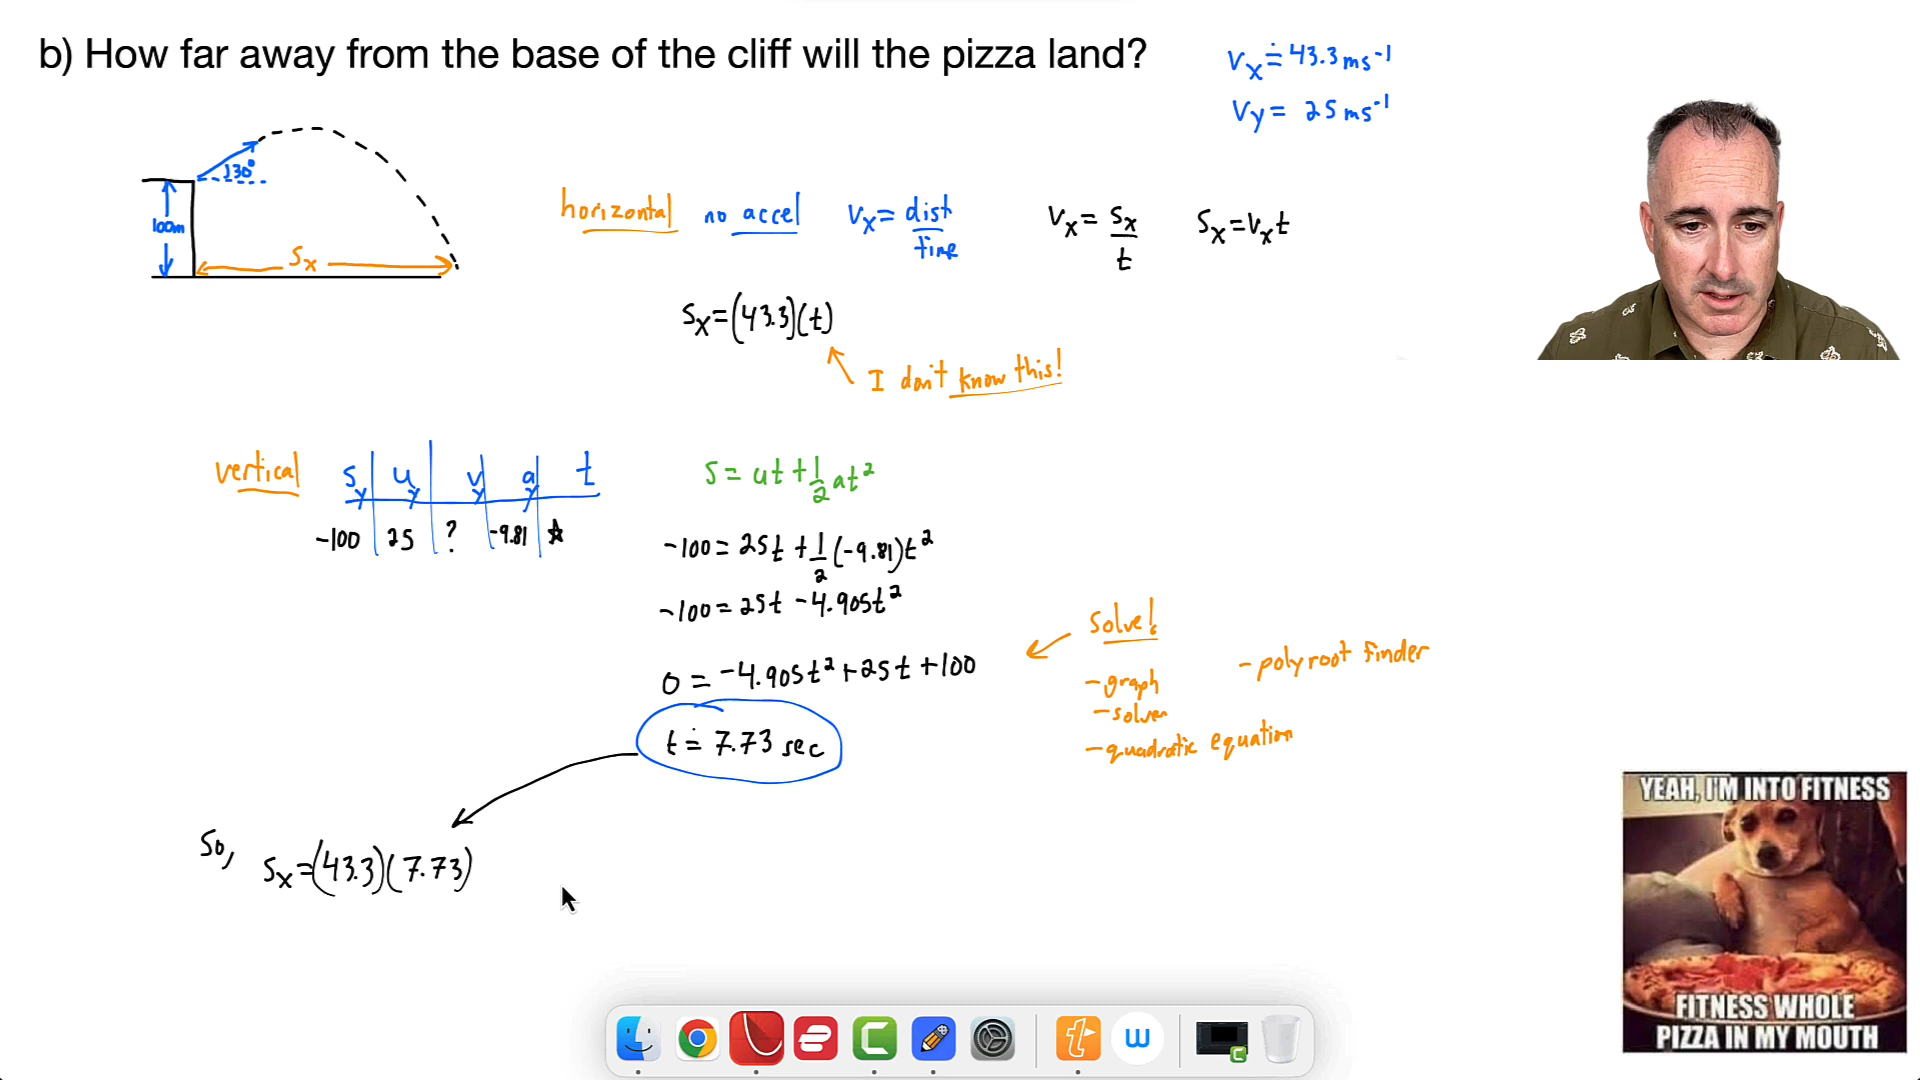 b) How far away from the base of the cliff will the pizza land?
vₓ ≐ 43.3 ms⁻¹
vy = 25 ms⁻¹
30°
100m
Sₓ
horizontal no accel vₓ = dist/time vₓ = sₓ/t Sₓ = vₓt
Sₓ = (43.3)(t)
I don't know this!
vertical sy uy vy ay t
-100 25 ? -9.81 ☆
s = ut + 1/2 at²
-100 = 25t + 1/2 (-9.81)t²
-100 = 25t - 4.905t²
0 = -4.905t² + 25t + 100
t ≐ 7.73 sec
Solve!
- graph
- solver
- quadratic equation
- polyroot finder
So, Sₓ = (43.3)(7.73)
YEAH, I'M INTO FITNESS
FITNESS WHOLE
PIZZA IN MY MOUTH